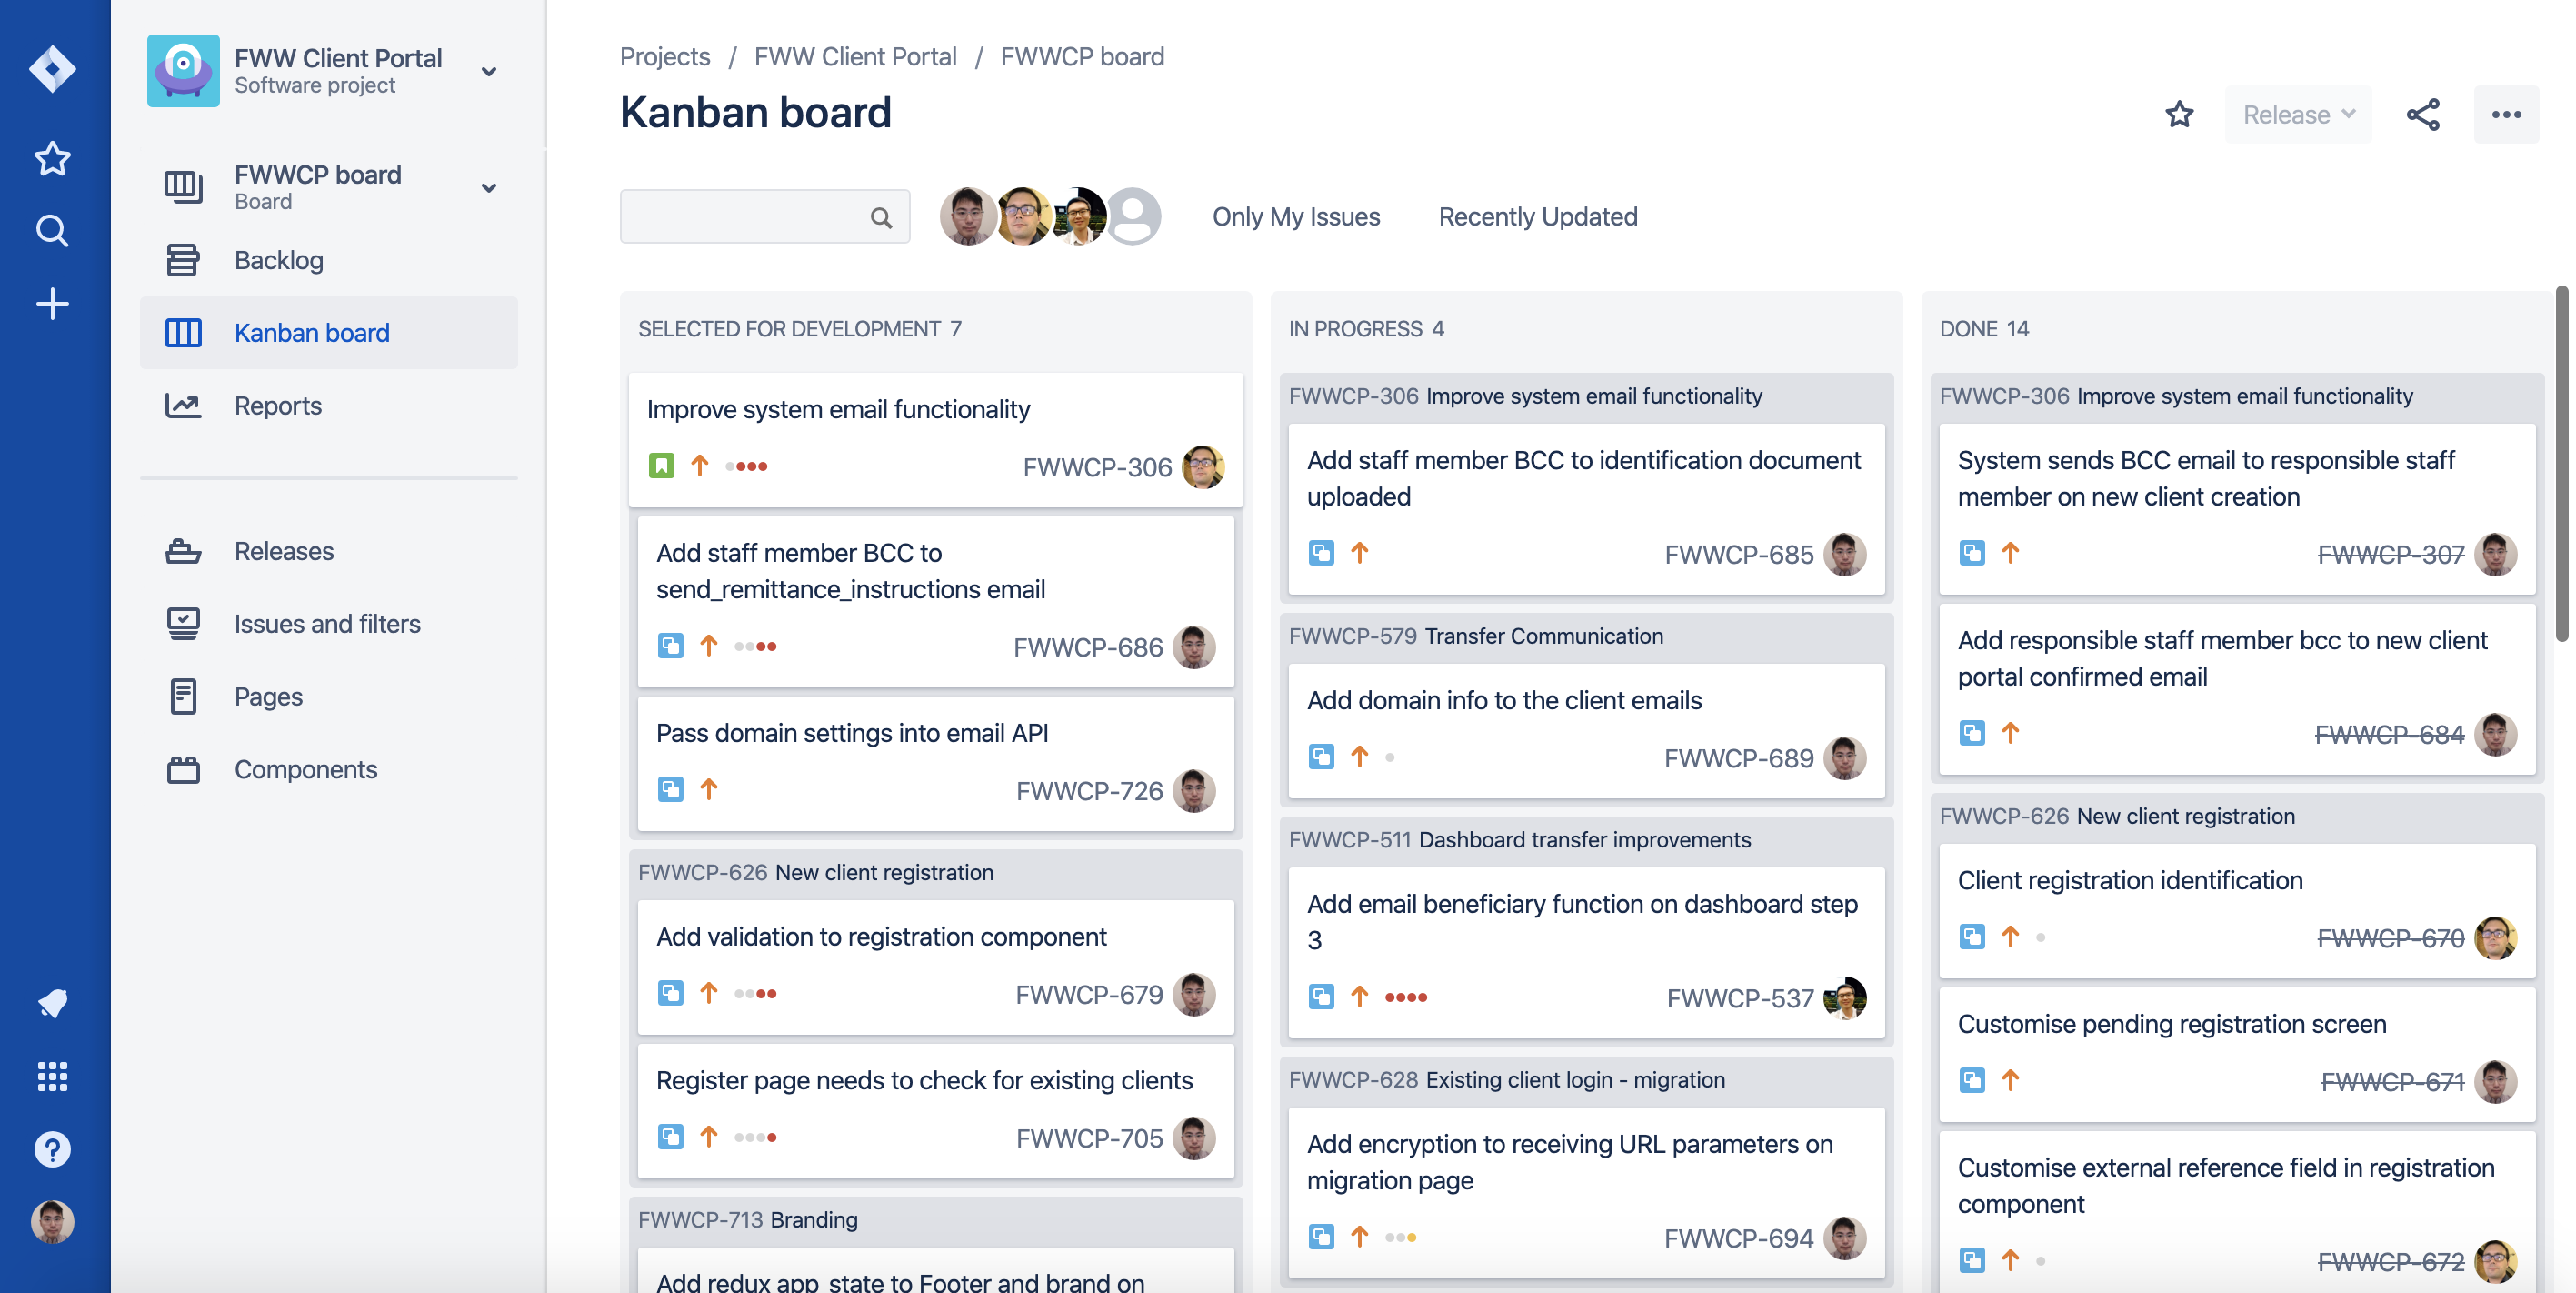 FWW Client Portal
Software project
FWWCP board
Board
Backlog
Kanban board
Reports
Releases
Issues and filters
Pages
Components
Projects / FWW Client Portal / FWWCP board
Kanban board
Release
Only My Issues
Recently Updated
SELECTED FOR DEVELOPMENT 7
Improve system email functionality
FWWCP-306
Add staff member BCC to
send_remittance_instructions email
FWWCP-686
Pass domain settings into email API
FWWCP-726
FWWCP-626 New client registration
Add validation to registration component
FWWCP-679
Register page needs to check for existing clients
FWWCP-705
FWWCP-713 Branding
Add redux app_state to Footer and brand on
IN PROGRESS 4
FWWCP-306 Improve system email functionality
Add staff member BCC to identification document
uploaded
FWWCP-685
FWWCP-579 Transfer Communication
Add domain info to the client emails
FWWCP-689
FWWCP-511 Dashboard transfer improvements
Add email beneficiary function on dashboard step
3
FWWCP-537
FWWCP-628 Existing client login - migration
Add encryption to receiving URL parameters on
migration page
FWWCP-694
DONE 14
FWWCP-306 Improve system email functionality
System sends BCC email to responsible staff
member on new client creation
FWWCP-307
Add responsible staff member bcc to new client
portal confirmed email
FWWCP-684
FWWCP-626 New client registration
Client registration identification
FWWCP-670
Customise pending registration screen
FWWCP-671
Customise external reference field in registration
component
FWWCP-672